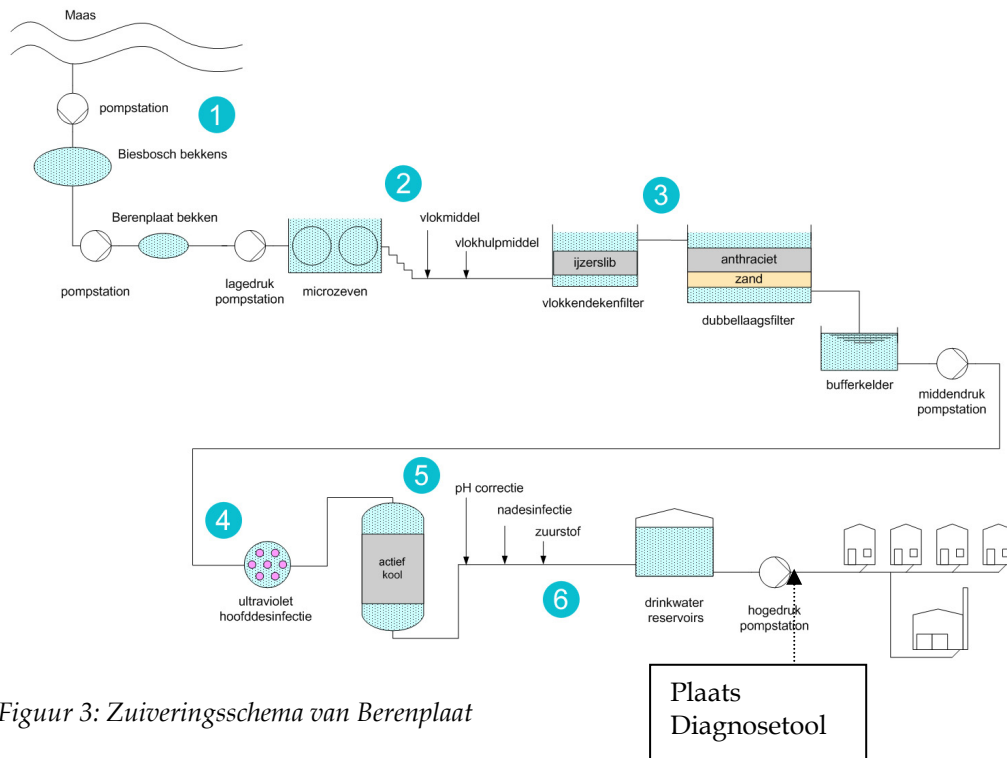 Maas
pompstation
1
Biesbosch bekkens
2
3
Berenplaat bekken
vlokmiddel
vlokhulpmiddel
ijzerslib
anthraciet
zand
pompstation
lagedruk
pompstation
microzeven
vlokkendekenfilter
dubbellaagsfilter
bufferkelder
middendruk
pompstation
4
5
pH correctie
nadesinfectie
zuurstof
actief
kool
6
ultraviolet
hoofddesinfectie
drinkwater
reservoirs
hogedruk
pompstation
Plaats
Diagnosetool
Figuur 3: Zuiveringsschema van Berenplaat